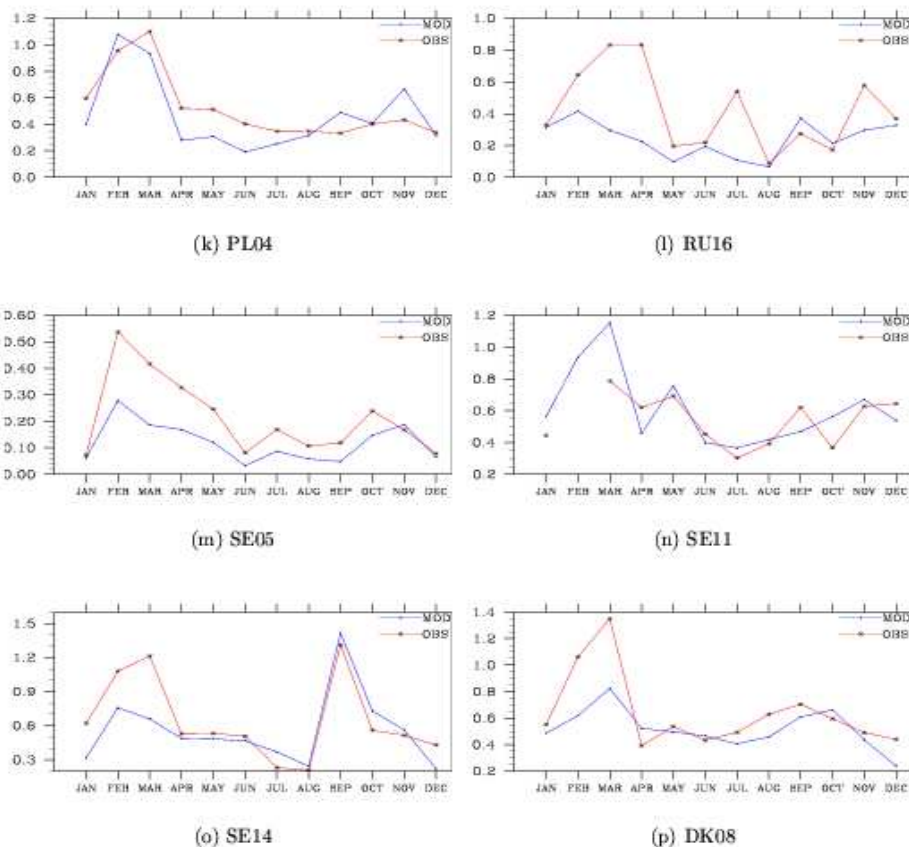 1.2
1.0
0.8
0.6
0.4
0.2
0.0
MOD
OBS
JAN FEB MAR APR MAY JUN JUL AUG SEP OCT NOV DEC
(k) PL04
1.0
0.8
0.6
0.4
0.2
0.0
MOD
OBS
JAN FEB MAR APR MAY JUN JUL AUG SEP OCT NOV DEC
(l) RU16
0.60
0.50
0.40
0.30
0.20
0.10
0.00
MOD
OBS
JAN FEB MAR APR MAY JUN JUL AUG SEP OCT NOV DEC
(m) SE05
1.2
1.0
0.8
0.6
0.4
0.2
MOD
OBS
JAN FEB MAR APR MAY JUN JUL AUG SEP OCT NOV DEC
(n) SE11
1.5
1.2
0.9
0.6
0.3
MOD
OBS
JAN FEB MAR APR MAY JUN JUL AUG SEP OCT NOV DEC
(o) SE14
1.4
1.2
1.0
0.8
0.6
0.4
0.2
MOD
OBS
JAN FEB MAR APR MAY JUN JUL AUG SEP OCT NOV DEC
(p) DK08